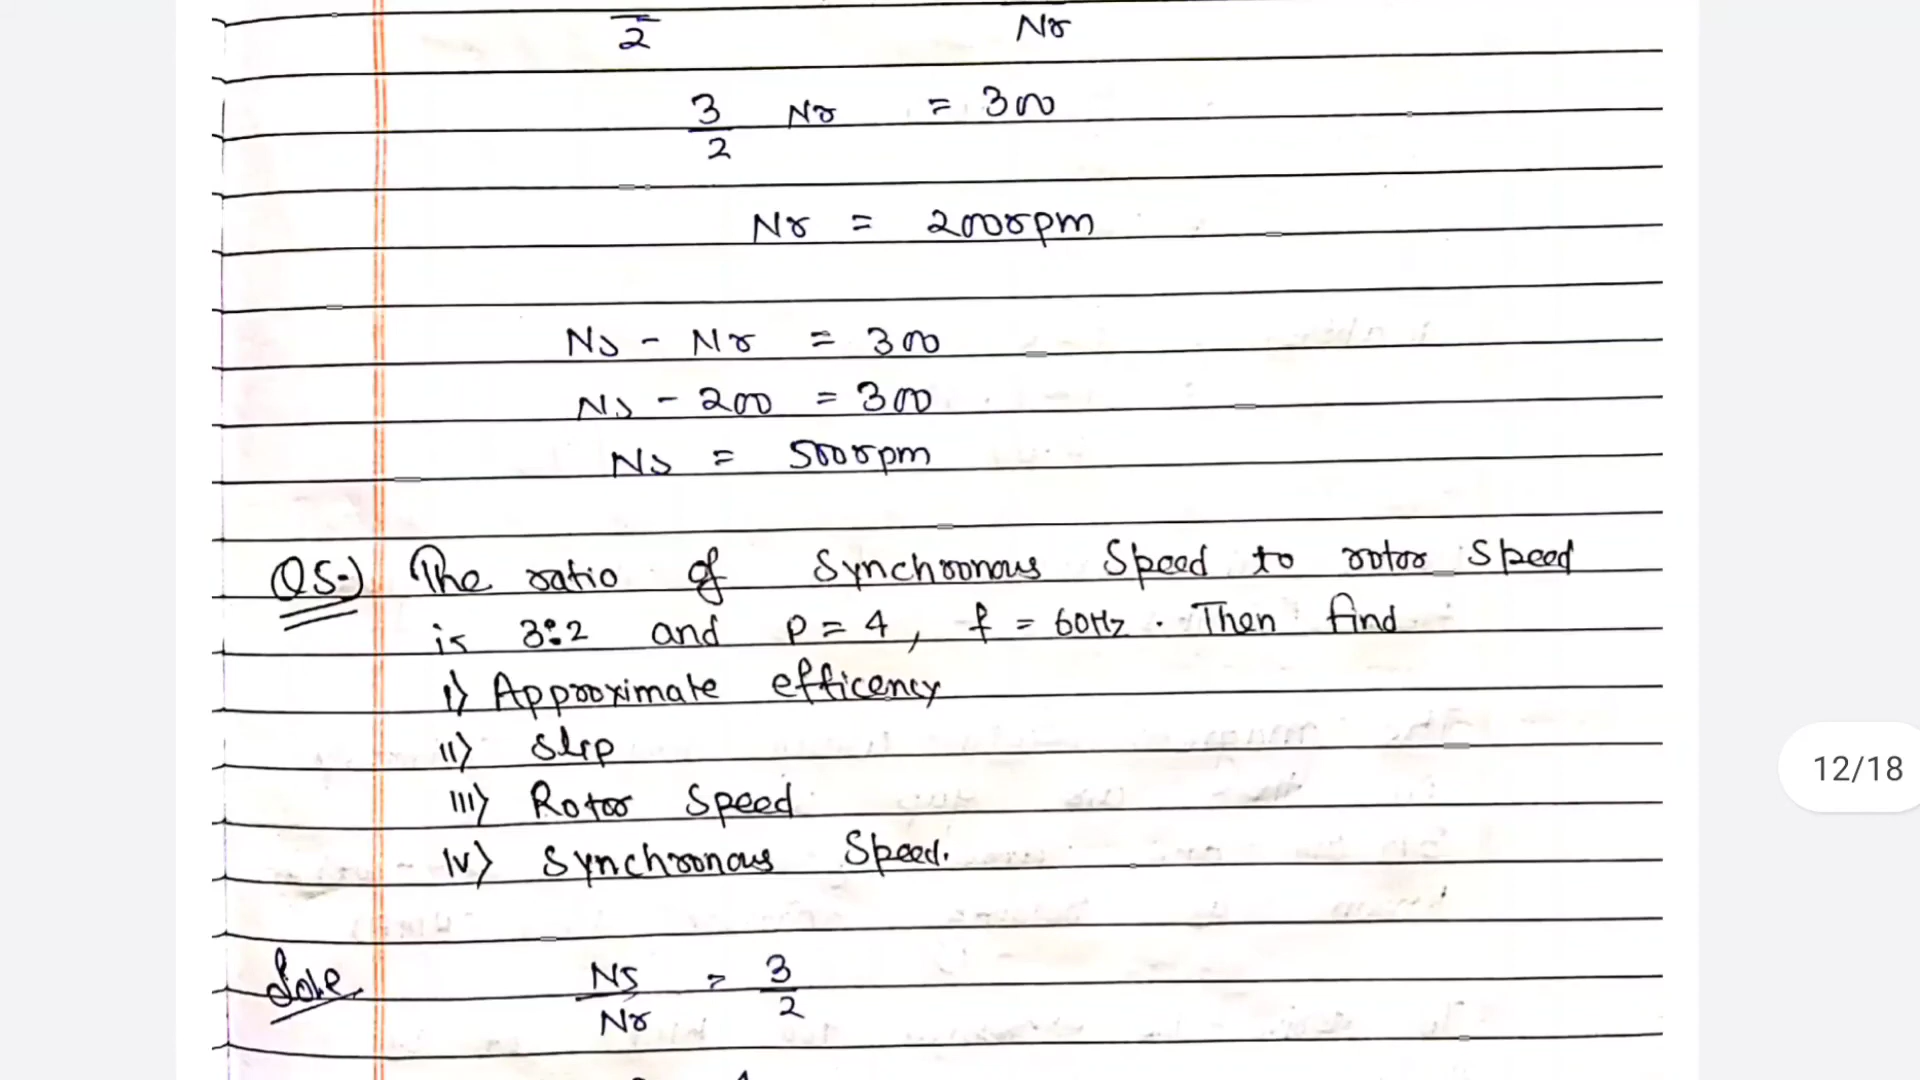 2 Nr
3/2 Nr = 300
Nr = 200rpm
Ns - Nr = 300
Ns - 200 = 300
Ns = 500rpm
Q5-) The ratio of Synchronous Speed to rotor Speed
is 3:2 and P = 4, f = 60Hz. Then find
i) Approximate efficency
ii) Slip
iii) Rotor Speed
iv) Synchronous Speed.
12/18
Ns/Nr = 3/2